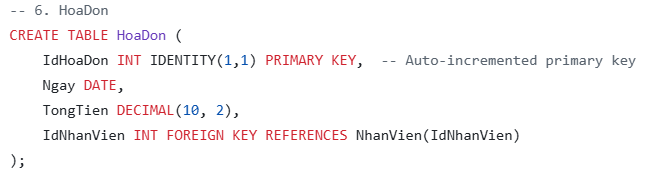 -- 6. HoaDon
CREATE TABLE HoaDon (
    IdHoaDon INT IDENTITY(1,1) PRIMARY KEY,  -- Auto-incremented primary key
    Ngay DATE,
    TongTien DECIMAL(10, 2),
    IdNhanVien INT FOREIGN KEY REFERENCES NhanVien(IdNhanVien)
);